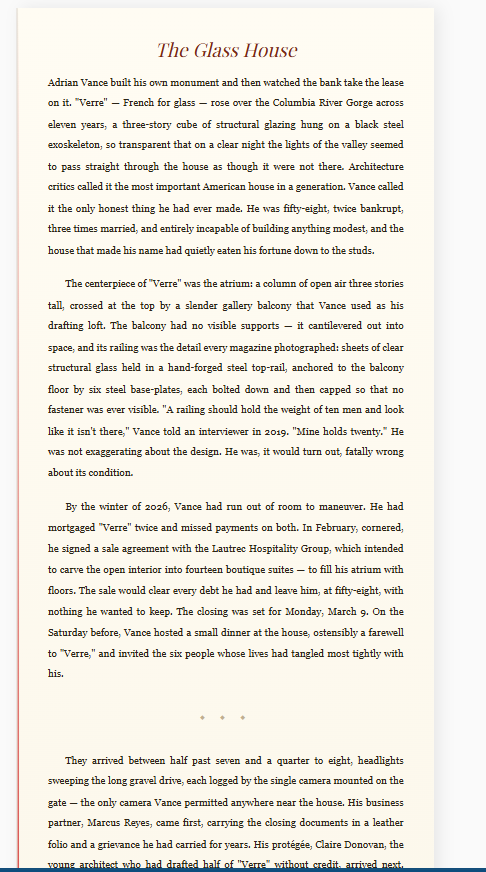 The Glass House
Adrian Vance built his own monument and then watched the bank take the lease
on it. "Verre" — French for glass — rose over the Columbia River Gorge across
eleven years, a three-story cube of structural glazing hung on a black steel
exoskeleton, so transparent that on a clear night the lights of the valley seemed
to pass straight through the house as though it were not there. Architecture
critics called it the most important American house in a generation. Vance called
it the only honest thing he had ever made. He was fifty-eight, twice bankrupt,
three times married, and entirely incapable of building anything modest, and the
house that made his name had quietly eaten his fortune down to the studs.
The centerpiece of "Verre" was the atrium: a column of open air three stories
tall, crossed at the top by a slender gallery balcony that Vance used as his
drafting loft. The balcony had no visible supports — it cantilevered out into
space, and its railing was the detail every magazine photographed: sheets of clear
structural glass held in a hand-forged steel top-rail, anchored to the balcony
floor by six steel base-plates, each bolted down and then capped so that no
fastener was ever visible. "A railing should hold the weight of ten men and look
like it isn't there," Vance told an interviewer in 2019. "Mine holds twenty." He
was not exaggerating about the design. He was, it would turn out, fatally wrong
about its condition.
By the winter of 2026, Vance had run out of room to maneuver. He had
mortgaged "Verre" twice and missed payments on both. In February, cornered,
he signed a sale agreement with the Lautrec Hospitality Group, which intended
to carve the open interior into fourteen boutique suites — to fill his atrium with
floors. The sale would clear every debt he had and leave him, at fifty-eight, with
nothing he wanted to keep. The closing was set for Monday, March 9. On the
Saturday before, Vance hosted a small dinner at the house, ostensibly a farewell
to "Verre," and invited the six people whose lives had tangled most tightly with
his.
They arrived between half past seven and a quarter to eight, headlights
sweeping the long gravel drive, each logged by the single camera mounted on the
gate — the only camera Vance permitted anywhere near the house. His business
partner, Marcus Reyes, came first, carrying the closing documents in a leather
folio and a grievance he had carried for years. His protégée, Claire Donovan, the
young architect who had drafted half of "Verre" without credit, arrived next.